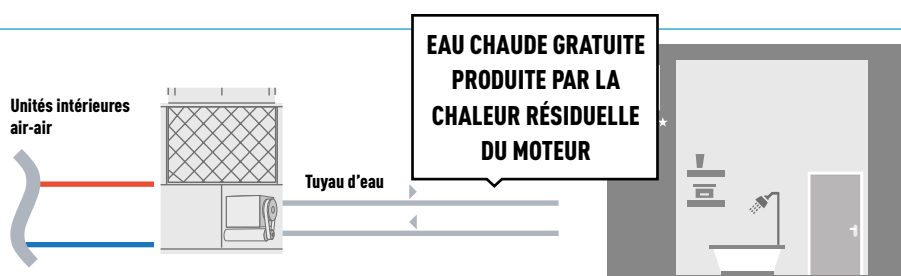 EAU CHAUDE GRATUITE
PRODUITE PAR LA
CHALEUR RÉSIDUELLE
DU MOTEUR
Unités intérieures
air-air
Tuyau d'eau